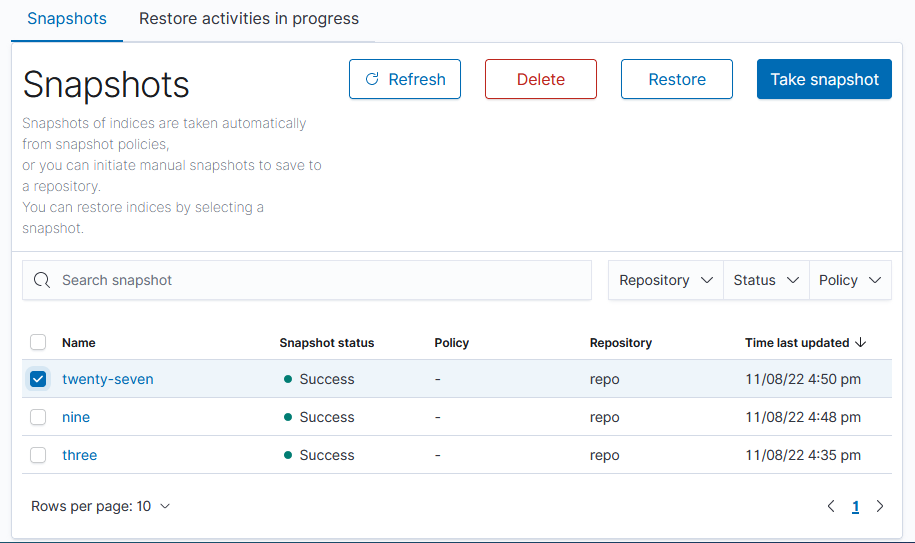 Snapshots
Restore activities in progress
Snapshots
Refresh
Delete
Restore
Take snapshot
Snapshots of indices are taken automatically
from snapshot policies,
or you can initiate manual snapshots to save to
a repository.
You can restore indices by selecting a
snapshot.
Search snapshot
Repository
Status
Policy
Name Snapshot status Policy Repository Time last updated
twenty-seven Success - repo 11/08/22 4:50 pm
nine Success - repo 11/08/22 4:48 pm
three Success - repo 11/08/22 4:35 pm
Rows per page: 10
1